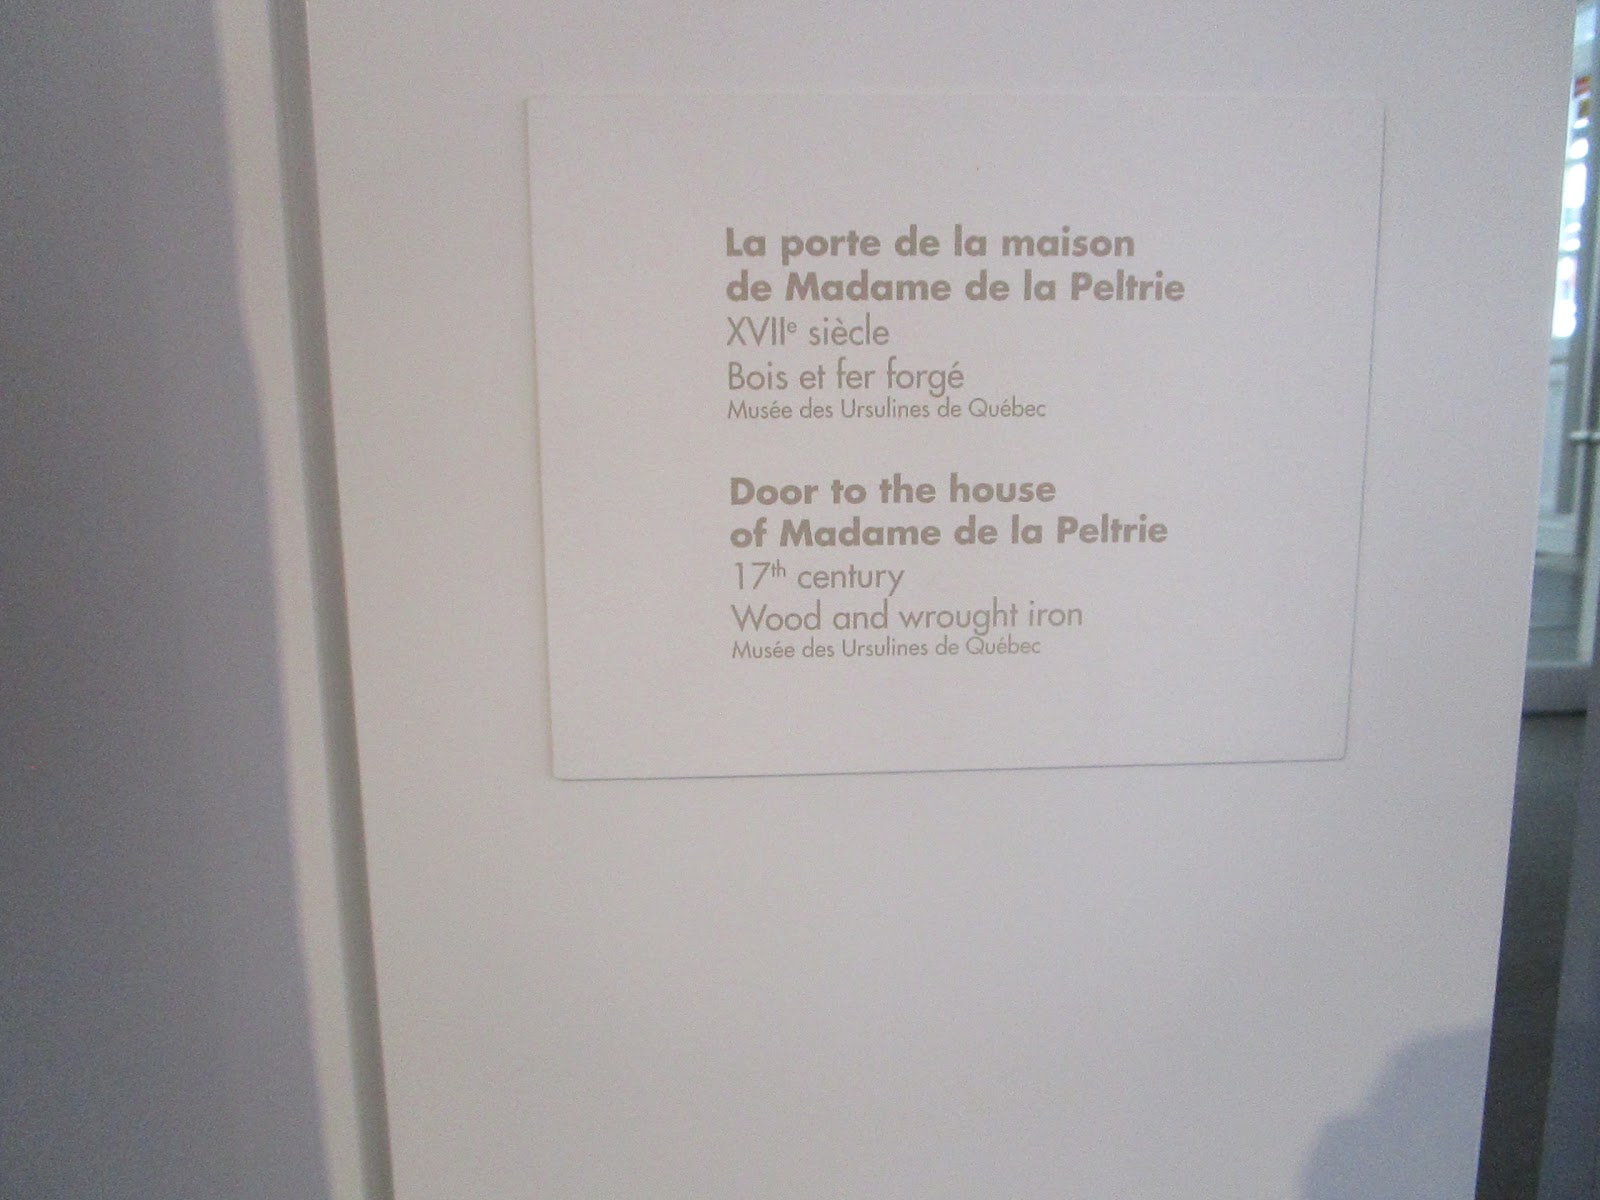 La porte de la maison
de Madame de la Peltrie
XVIIe siècle
Bois et fer forgé
Musée des Ursulines de Québec
Door to the house
of Madame de la Peltrie
17th century
Wood and wrought iron
Musée des Ursulines de Québec